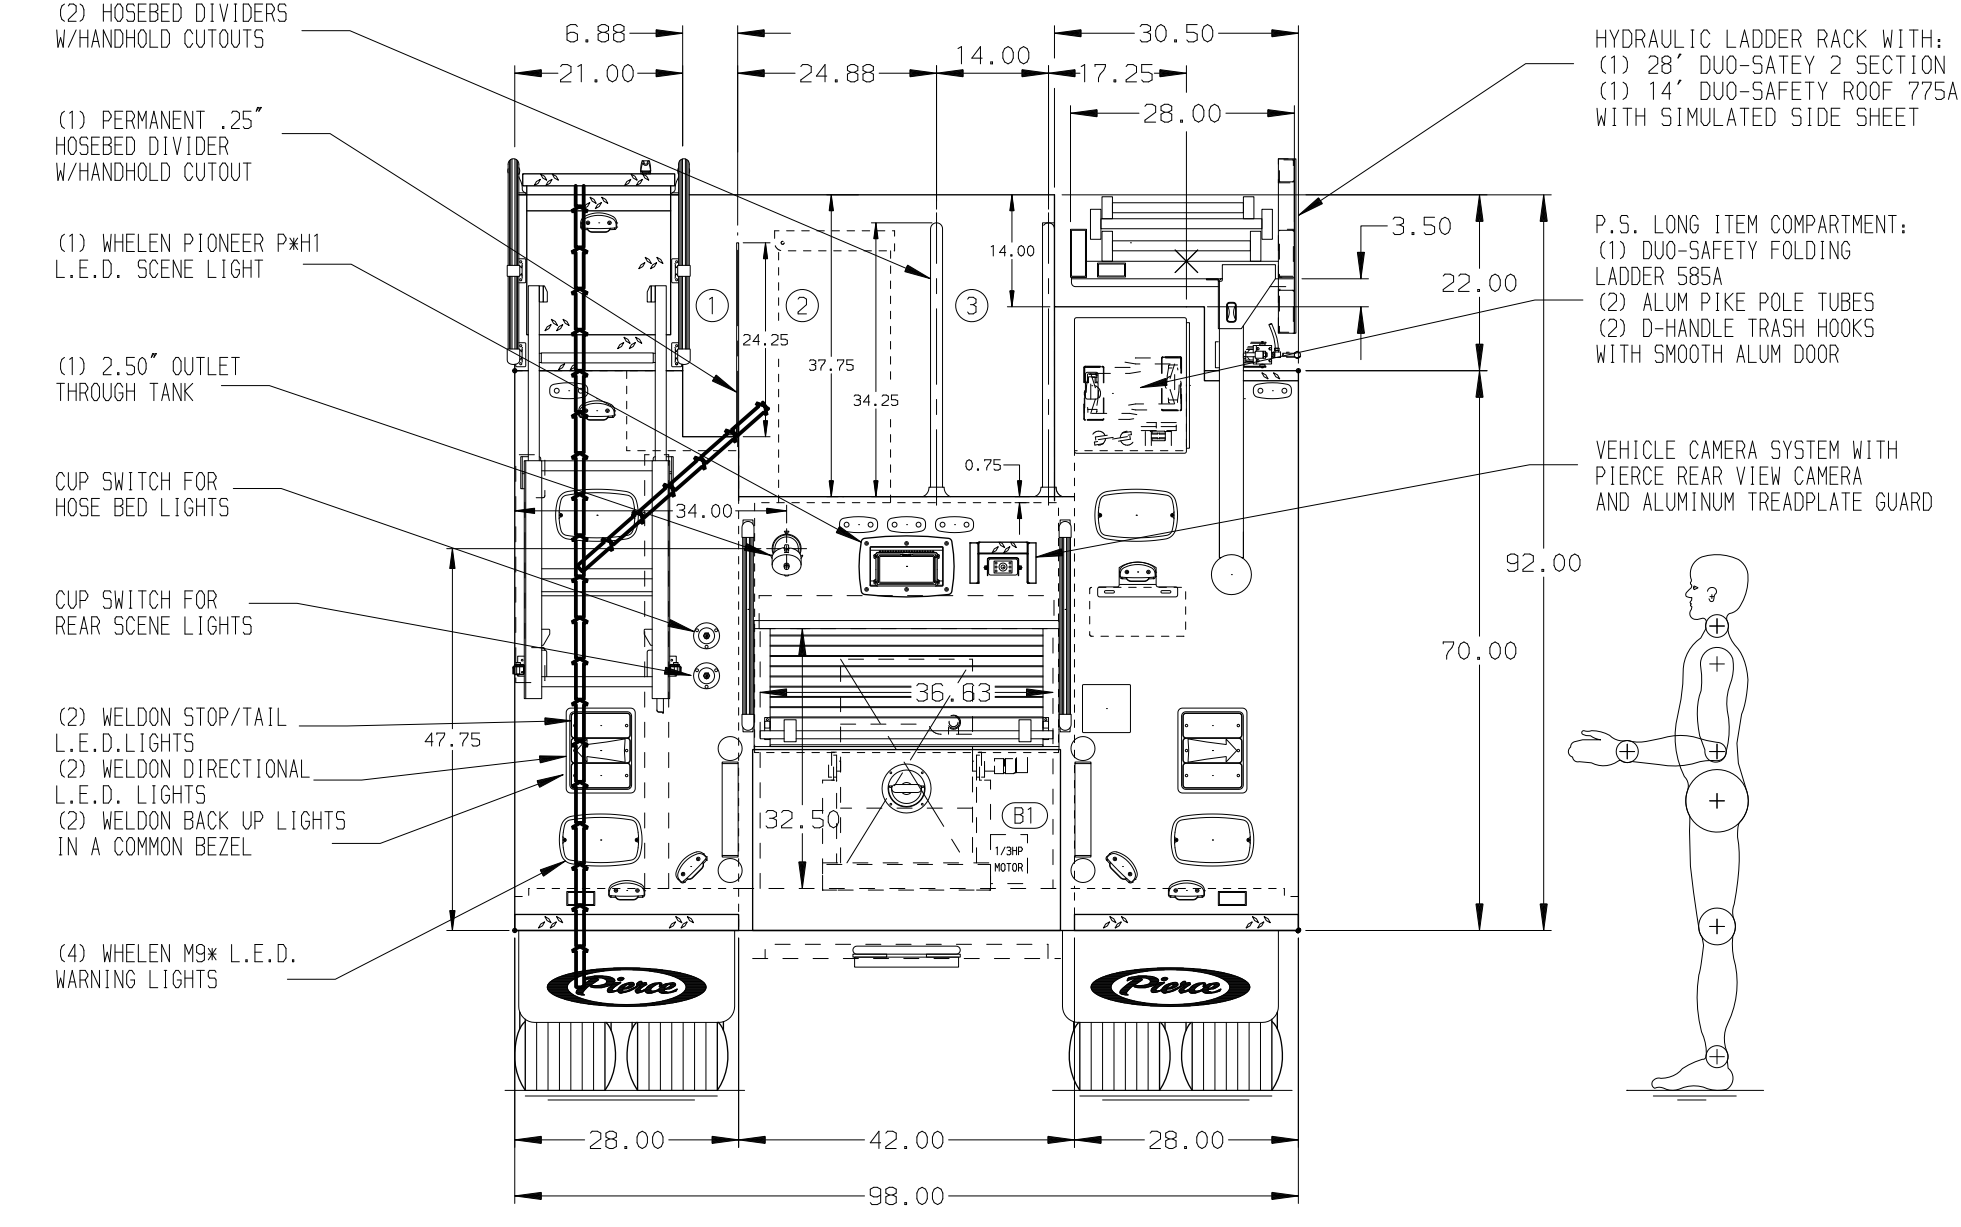 (2) HOSEBED DIVIDERS
W/HANDHOLD CUTOUTS
(1) PERMANENT .25"
HOSEBED DIVIDER
W/HANDHOLD CUTOUT
(1) WHELEN PIONEER P*H1
L.E.D. SCENE LIGHT
(1) 2.50" OUTLET
THROUGH TANK
CUP SWITCH FOR
HOSE BED LIGHTS
CUP SWITCH FOR
REAR SCENE LIGHTS
(2) WELDON STOP/TAIL
L.E.D.LIGHTS
(2) WELDON DIRECTIONAL
L.E.D. LIGHTS
(2) WELDON BACK UP LIGHTS
IN A COMMON BEZEL
(4) WHELEN M9* L.E.D.
WARNING LIGHTS
6.88
30.50
14.00
21.00
24.88
17.25
28.00
3.50
14.00
22.00
1
2
3
24.25
37.75
34.25
0.75
34.00
92.00
70.00
36.63
47.75
32.50
B1
1/3HP
MOTOR
Pierce
Pierce
28.00
42.00
28.00
98.00
HYDRAULIC LADDER RACK WITH:
(1) 28' DUO-SATEY 2 SECTION
(1) 14' DUO-SAFETY ROOF 775A
WITH SIMULATED SIDE SHEET
P.S. LONG ITEM COMPARTMENT:
(1) DUO-SAFETY FOLDING
LADDER 585A
(2) ALUM PIKE POLE TUBES
(2) D-HANDLE TRASH HOOKS
WITH SMOOTH ALUM DOOR
VEHICLE CAMERA SYSTEM WITH
PIERCE REAR VIEW CAMERA
AND ALUMINUM TREADPLATE GUARD